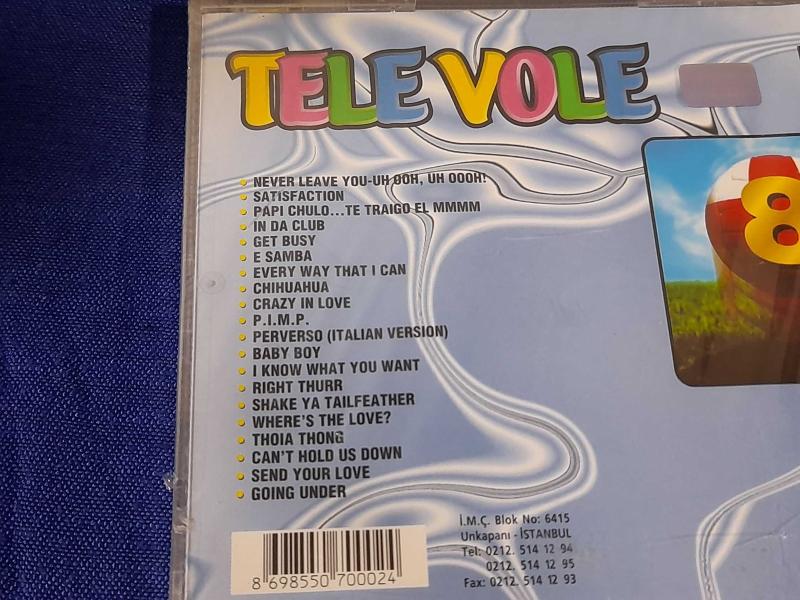 TELE VOLE
NEVER LEAVE YOU-UH OOH, UH OOOH!
SATISFACTION
PAPI CHULO...TE TRAIGO EL MMMM
IN DA CLUB
GET BUSY
E SAMBA
EVERY WAY THAT I CAN
CHIHUAHUA
CRAZY IN LOVE
P.I.M.P.
PERVERSO (ITALIAN VERSION)
BABY BOY
I KNOW WHAT YOU WANT
RIGHT THURR
SHAKE YA TAILFEATHER
WHERE'S THE LOVE?
THOIA THONG
CAN'T HOLD US DOWN
SEND YOUR LOVE
GOING UNDER
8
İ.M.Ç. Blok No: 6415
Unkapanı - İSTANBUL
Tel: 0212. 514 12 94
0212. 514 12 95
Fax: 0212. 514 12 93
8 698550 700024